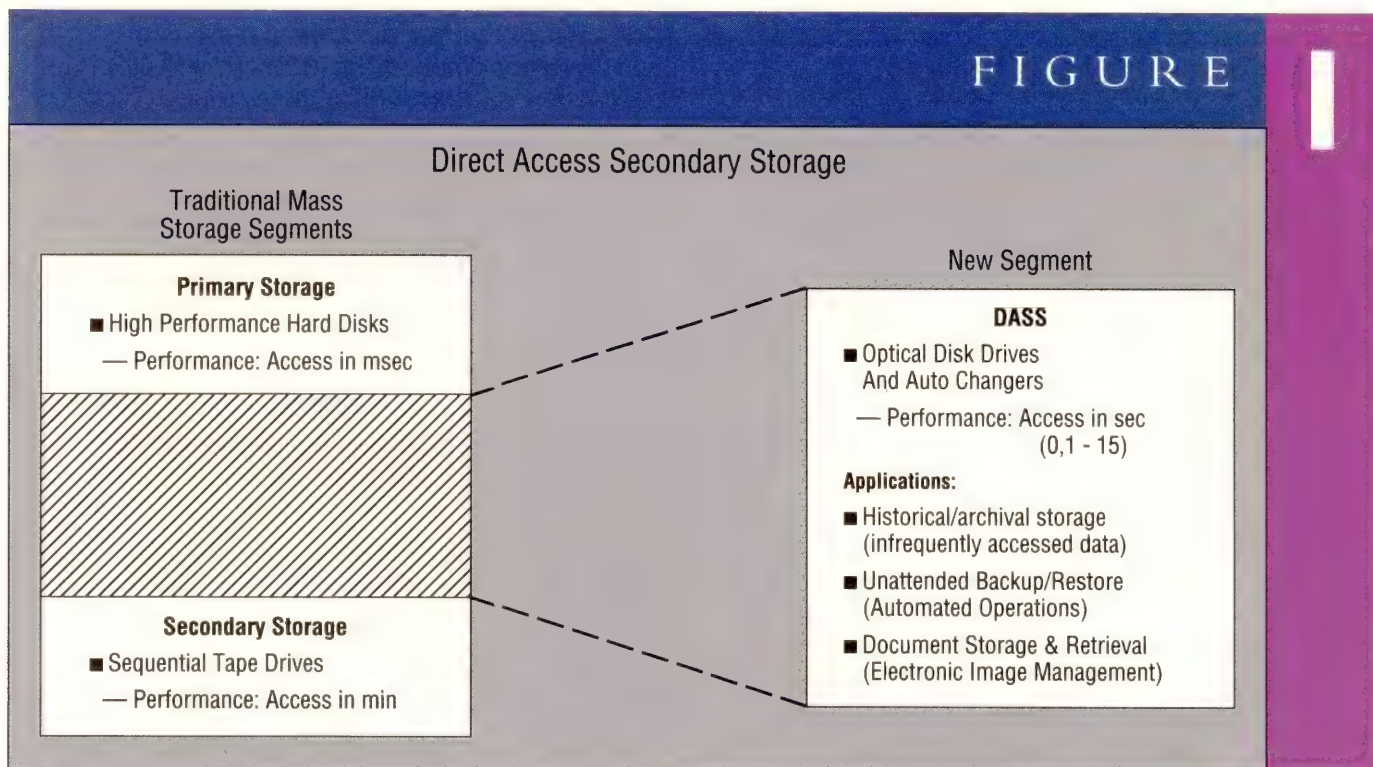 FIGURE I
Direct Access Secondary Storage
Traditional Mass
Storage Segments
Primary Storage
■ High Performance Hard Disks
— Performance: Access in msec
Secondary Storage
■ Sequential Tape Drives
— Performance: Access in min
New Segment
DASS
■ Optical Disk Drives
And Auto Changers
— Performance: Access in sec
(0,1 - 15)
Applications:
■ Historical/archival storage
(infrequently accessed data)
■ Unattended Backup/Restore
(Automated Operations)
■ Document Storage & Retrieval
(Electronic Image Management)